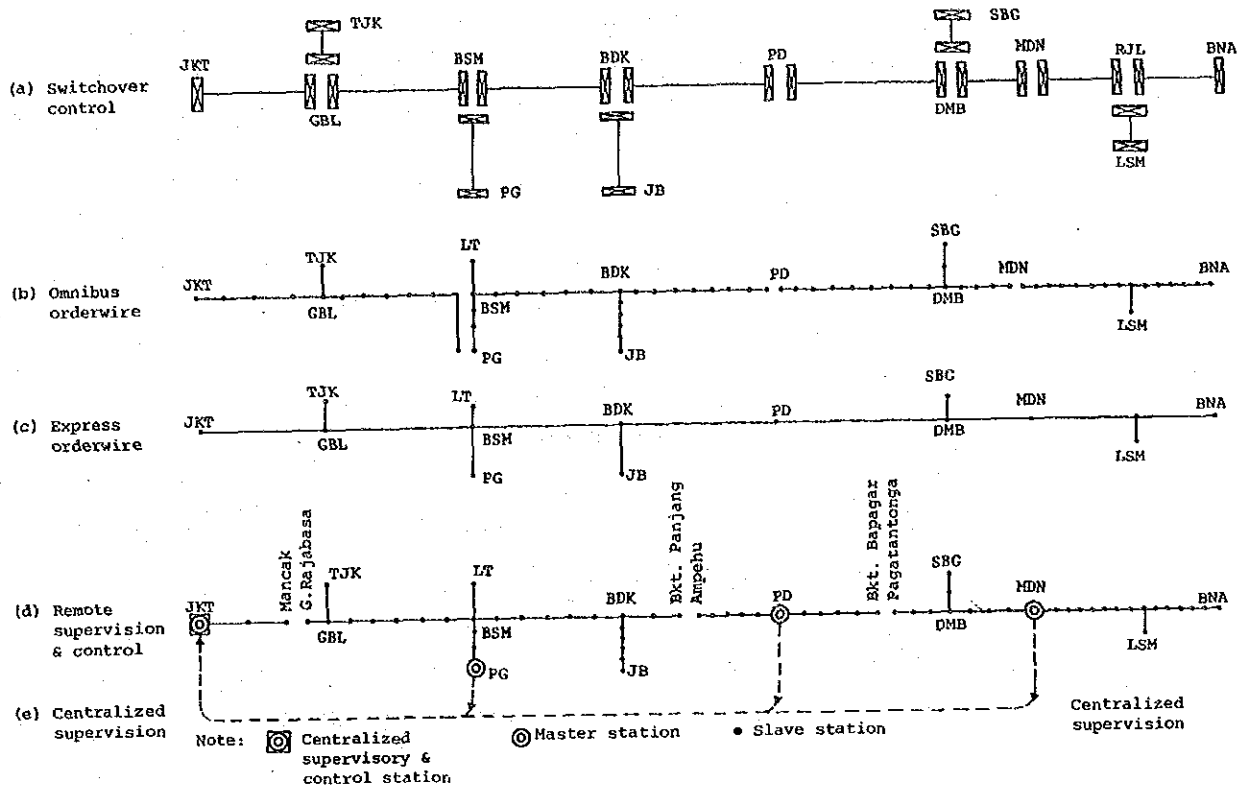 TJK
SBG
JKT
BSM
BDK
PD
MDN
RJL
BNA
(a) Switchover
control
GBL
DMB
LSM
PG
JB
LT
SBG
TJK
JKT
BDK
PD
MDN
BNA
(b) Omnibus
orderwire
GBL
BSM
DMB
LSM
PG
JB
TJK
LT
SBG
JKT
BDK
PD
MDN
BNA
(c) Express
orderwire
GBL
BSM
DMB
LSM
PG
JB
Mancak
G.Rajabasa
Bkt. Panjang
Ampehu
Bkt. Bapagar
Pagatantonga
TJK
LT
SBG
JKT
BDK
PD
MDN
BNA
(d) Remote
supervision
& control
GBL
BSM
DMB
LSM
PG
JB
(e) Centralized
supervision
Centralized
supervision
Note:
Centralized
supervisory &
control station
Master station
Slave station